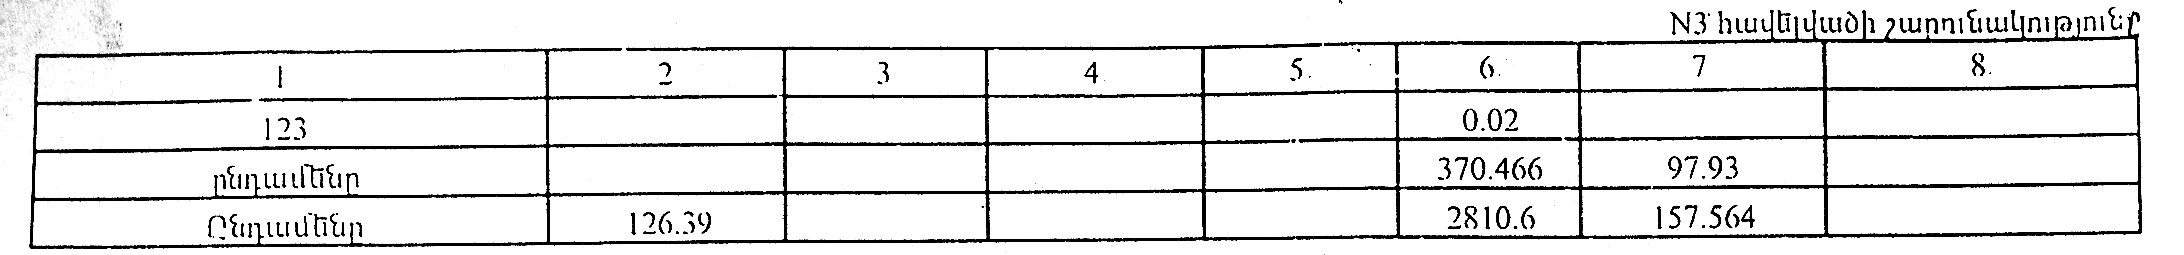 N3 հավելվածի շարունակությունը
1 2 3 4 5. 6. 7 8.
123 0.02
ընդամենը 370.466 97.93
Ընդամենը 126.39 2810.6 157.564